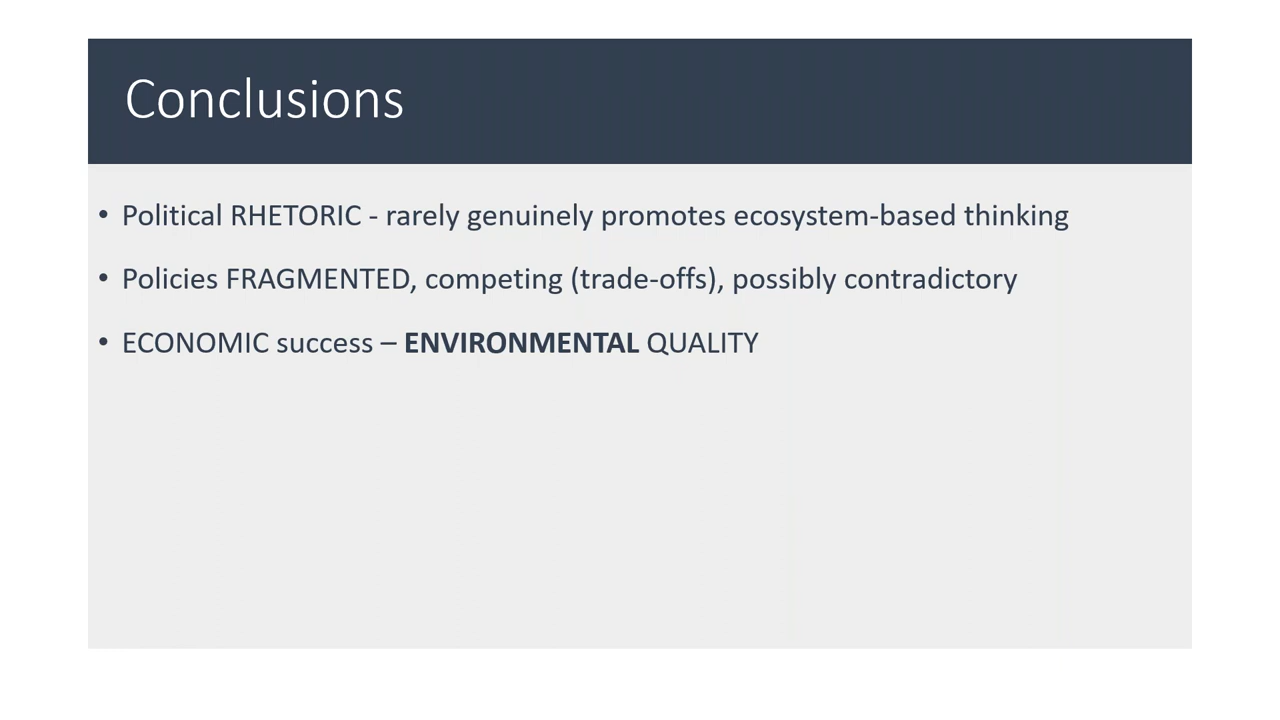 Conclusions
• Political RHETORIC - rarely genuinely promotes ecosystem-based thinking
• Policies FRAGMENTED, competing (trade-offs), possibly contradictory
• ECONOMIC success – ENVIRONMENTAL QUALITY